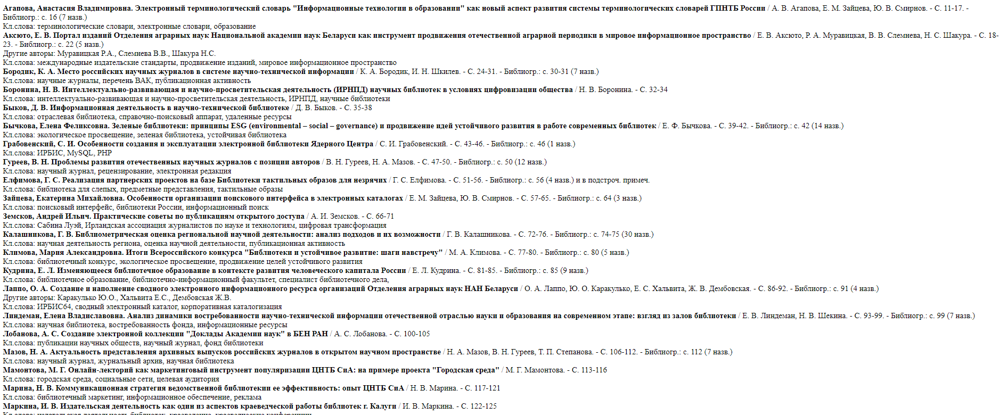 Агапова, Анастасия Владимировна. Электронный терминологический словарь "Информационные технологии в образовании" как новый аспект развития системы терминологических словарей ГПНТБ России / А. В. Агапова, Е. М. Зайцева, Ю. В. Смирнов. - С. 11-17. -
Библиогр.: с. 16 (7 назв.)
Кл.слова: терминологические словари, электронные словари, образование
Аксюто, Е. В. Портал изданий Отделения аграрных наук Национальной академии наук Беларуси как инструмент продвижения отечественной аграрной периодики в мировое информационное пространство / Е. В. Аксюто, Р. А. Муравицкая, В. В. Слемнева, Н. С. Шакура. - С. 18-
23. - Библиогр.: с. 22 (5 назв.)
Другие авторы: Муравицкая Р.А., Слемнева В.В., Шакура Н.С.
Кл.слова: международные издательские стандарты, продвижение изданий, мировое информационное пространство
Бородик, К. А. Место российских научных журналов в системе научно-технической информации / К. А. Бородик, И. Н. Шкилев. - С. 24-31. - Библиогр.: с. 30-31 (7 назв.)
Кл.слова: научные журналы, перечень ВАК, публикационная активность
Боронина, Н. В. Интеллектуально-развивающая и научно-просветительская деятельность (ИРНПД) научных библиотек в условиях цифровизации общества / Н. В. Боронина. - С. 32-34
Кл.слова: интеллектуально-развивающая и научно-просветительская деятельность, ИРНПД, научные библиотеки
Быков, Д. В. Информационная деятельность в научно-технической библиотеке / Д. В. Быков. - С. 35-38
Кл.слова: отраслевая библиотека, справочно-поисковый аппарат, удаленные ресурсы
Бычкова, Елена Феликсовна. Зеленые библиотеки: принципы ESG (environmental – social – governance) и продвижение идей устойчивого развития в работе современных библиотек / Е. Ф. Бычкова. - С. 39-42. - Библиогр.: с. 42 (14 назв.)
Кл.слова: экологическое просвещение, зеленая библиотека, устойчивая библиотека
Грабовенский, С. И. Особенности создания и эксплуатации электронной библиотеки Ядерного Центра / С. И. Грабовенский. - С. 43-46. - Библиогр.: с. 46 (1 назв.)
Кл.слова: ИРБИС, MySQL, PHP
Гуреев, В. Н. Проблемы развития отечественных научных журналов с позиции авторов / В. Н. Гуреев, Н. А. Мазов. - С. 47-50. - Библиогр.: с. 50 (12 назв.)
Кл.слова: научный журнал, рецензирование, электронная редакция
Елфимова, Г. С. Реализация партнерских проектов на базе Библиотеки тактильных образов для незрячих / Г. С. Елфимова. - С. 51-56. - Библиогр.: с. 56 (4 назв.) и в подстроч. примеч.
Кл.слова: библиотека для слепых, предметные представления, тактильные образы
Зайцева, Екатерина Михайловна. Особенности организации поискового интерфейса в электронных каталогах / Е. М. Зайцева, Ю. В. Смирнов. - С. 57-65. - Библиогр.: с. 64 (3 назв.)
Кл.слова: поисковый интерфейс, библиотеки России, информационный поиск
Земсков, Андрей Ильич. Практические советы по публикациям открытого доступа / А. И. Земсков. - С. 66-71
Кл.слова: Сабина Луэй, Ирландская ассоциация журналистов по науке и технологиям, цифровая трансформация
Калашникова, Г. В. Библиометрическая оценка региональной научной деятельности: анализ подходов и их возможности / Г. В. Калашникова. - С. 72-76. - Библиогр.: с. 74-75 (30 назв.)
Кл.слова: научная деятельность региона, оценка научной деятельности, публикационная активность
Климова, Мария Александровна. Итоги Всероссийского конкурса "Библиотеки и устойчивое развитие: шаги навстречу" / М. А. Климова. - С. 77-80. - Библиогр.: с. 80 (5 назв.)
Кл.слова: библиотечный конкурс, экологическое просвещение, продвижение целей устойчивого развития
Кудрина, Е. Л. Изменяющееся библиотечное образование в контексте развития человеческого капитала России / Е. Л. Кудрина. - С. 81-85. - Библиогр.: с. 85 (9 назв.)
Кл.слова: библиотечное образование, библиотечно-информационный факультет, специалист библиотечного дела,
Лаппо, О. А. Создание и наполнение сводного электронного информационного ресурса организаций Отделения аграрных наук НАН Беларуси / О. А. Лаппо, Ю. О. Каракулько, Е. С. Хальвита, Ж. В. Дембовская. - С. 86-92. - Библиогр.: с. 91 (4 назв.)
Другие авторы: Каракулько Ю.О., Хальвита Е.С., Дембовская Ж.В.
Кл.слова: ИРБИС64, сводный электронный каталог, корпоративная каталогизация
Линдеман, Елена Владиславовна. Анализ динамики востребованности научно-технической информации отечественной отраслью науки и образования на современном этапе: взгляд из залов библиотеки / Е. В. Линдеман, Н. В. Шекина. - С. 93-99. - Библиогр.: с. 99 (7 назв.)
Кл.слова: научная библиотека, востребованность фонда, информационные ресурсы
Лобанова, А. С. Создание электронной коллекции "Доклады Академии наук" в БЕН РАН / А. С. Лобанова. - С. 100-105
Кл.слова: публикации научных обществ, научный журнал, фонд библиотеки
Мазов, Н. А. Актуальность представления архивных выпусков российских журналов в открытом научном пространстве / Н. А. Мазов, В. Н. Гуреев, Т. П. Степанова. - С. 106-112. - Библиогр.: с. 112 (7 назв.)
Кл.слова: научный журнал, журнальный архив, научная библиотека
Мамонтова, М. Г. Онлайн-лекторий как маркетинговый инструмент популяризации ЦНТБ СиА: на примере проекта "Городская среда" / М. Г. Мамонтова. - С. 113-116
Кл.слова: городская среда, социальные сети, целевая аудитория
Марина, Н. В. Коммуникационная стратегия ведомственной библиотекии ее эффективность: опыт ЦНТБ СиА / Н. В. Марина. - С. 117-121
Кл.слова: библиотечный маркетинг, информационное обеспечение, реклама
Маркина, И. В. Издательская деятельность как один из аспектов краеведческой работы библиотек г. Калуги / И. В. Маркина. - С. 122-125
Кл.слова: издательская деятельность библиотек, краеведение, краеведческие конференции